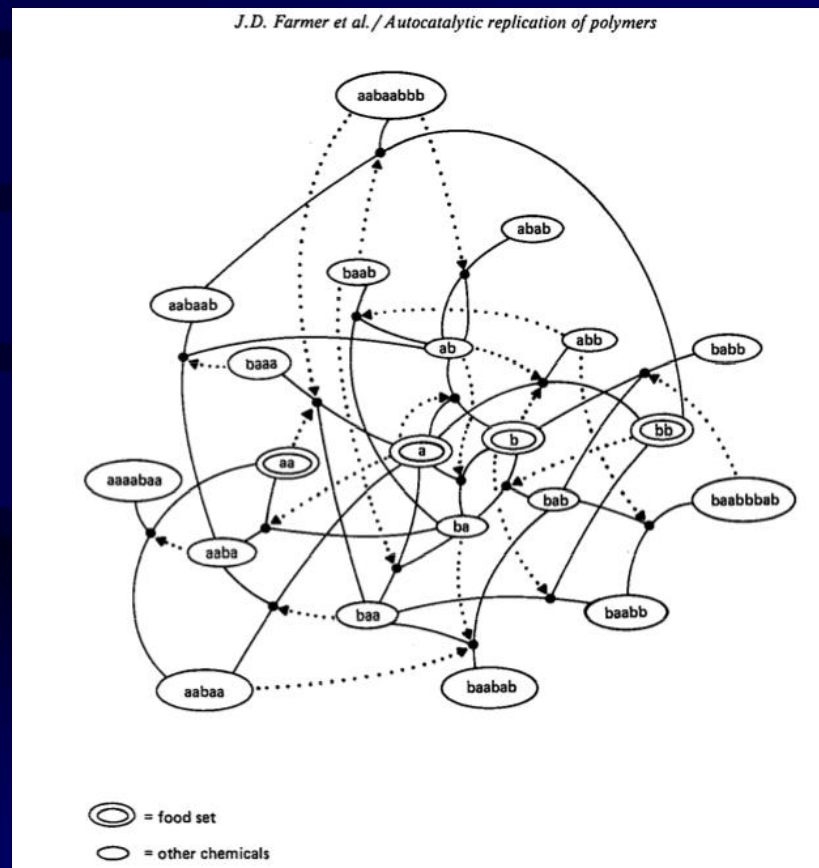 J.D. Farmer et al. / Autocatalytic replication of polymers
aabaabbb
abab
baab
aabaab
ab
abb
babb
baaa
a
b
bb
aa
aaaabaa
bab
baabbbab
ba
aaba
baa
baabb
aabaa
baabab
= food set
= other chemicals